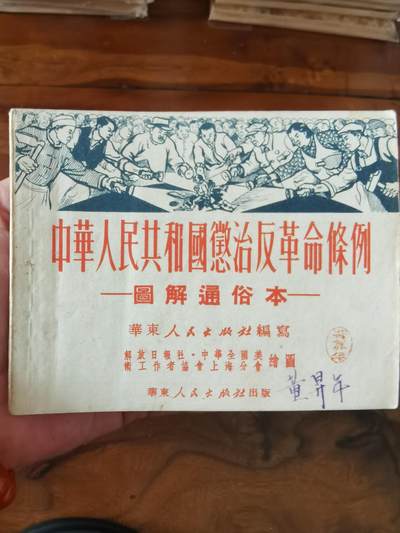 中華人民共和國懲治反革命條例
—圖解通俗本—
華東人民出版社編寫
解放日報社·中華全國美
術工作者協會上海分會繪圖
華東人民出版社出版
黃昇年